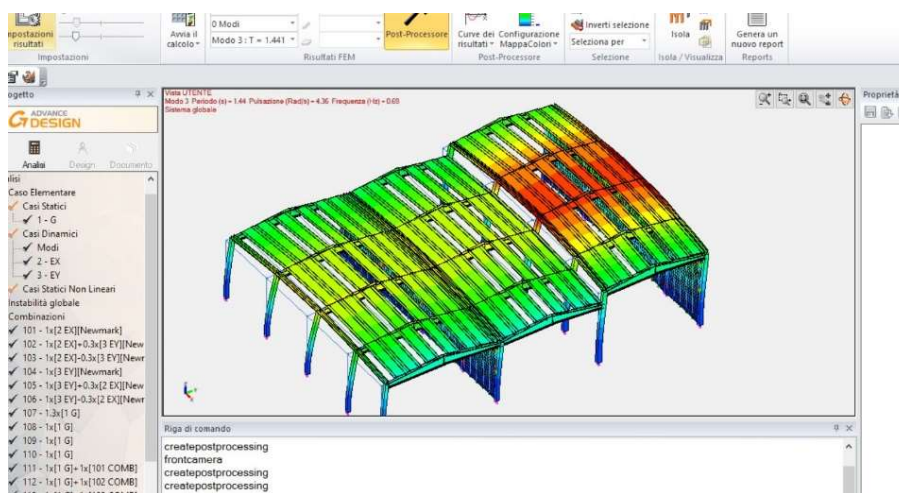 Impostazioni risultati
Impostazioni
Avvia il calcolo
0 Modi
Modo 3 : T = 1.441
Risultati FEM
Post-Processore
Curve dei risultati
Configurazione MappaColori
Post-Processore
Inverti selezione
Seleziona per
Selezione
Isola
Isola / Visualizza
Genera un nuovo report
Reports
ogetto
Proprietà
ADVANCE
DESIGN
Analisi
Design
Documento
Vista UTENTE
Modo 3 Periodo (s) = 1.44 Pulsazione (Rad/s) = 4.36 Frequenza (Hz) = 0.69
Sistema globale
alisi
Caso Elementare
Casi Statici
1 - G
Casi Dinamici
Modi
2 - EX
3 - EY
Casi Statici Non Lineari
Instabilità globale
Combinazioni
101 - 1x[2 EX][Newmark]
102 - 1x[2 EX]+0.3x[3 EY][New
103 - 1x[2 EX]-0.3x[3 EY][Newr
104 - 1x[3 EY][Newmark]
105 - 1x[3 EY]+0.3x[2 EX][New
106 - 1x[3 EY]-0.3x[2 EX][Newr
107 - 1.3x[1 G]
108 - 1x[1 G]
109 - 1x[1 G]
110 - 1x[1 G]
111 - 1x[1 G]+1x[101 COMB]
112 - 1x[1 G]+1x[102 COMB]
Riga di comando
createpostprocessing
frontcamera
createpostprocessing
createpostprocessing